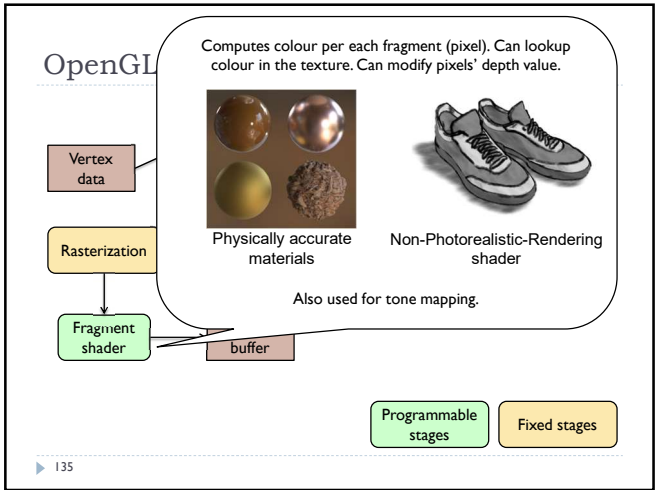 OpenGL
Computes colour per each fragment (pixel). Can lookup
colour in the texture. Can modify pixels' depth value.
Vertex
data
Physically accurate
materials
Non-Photorealistic-Rendering
shader
Rasterization
Also used for tone mapping.
Fragment
shader
buffer
Programmable
stages
Fixed stages
135